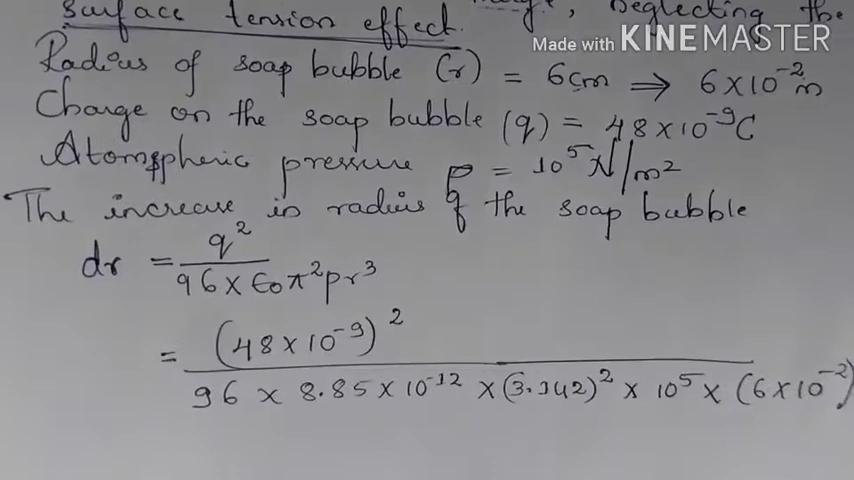 surface tension effect. neglecting the
Made with KINEMASTER
Radius of soap bubble (r) = 6cm ⇒ 6×10⁻²m
Charge on the soap bubble (q) = 48×10⁻⁹C
Atomspheric pressure p = 10⁵N/m²
The increase in radius of the soap bubble
dr = q² / 96×ϵ₀π²pr³
= (48×10⁻⁹)² / 96 × 8.85×10⁻¹² ×(3.142)² × 10⁵× (6×10⁻²)